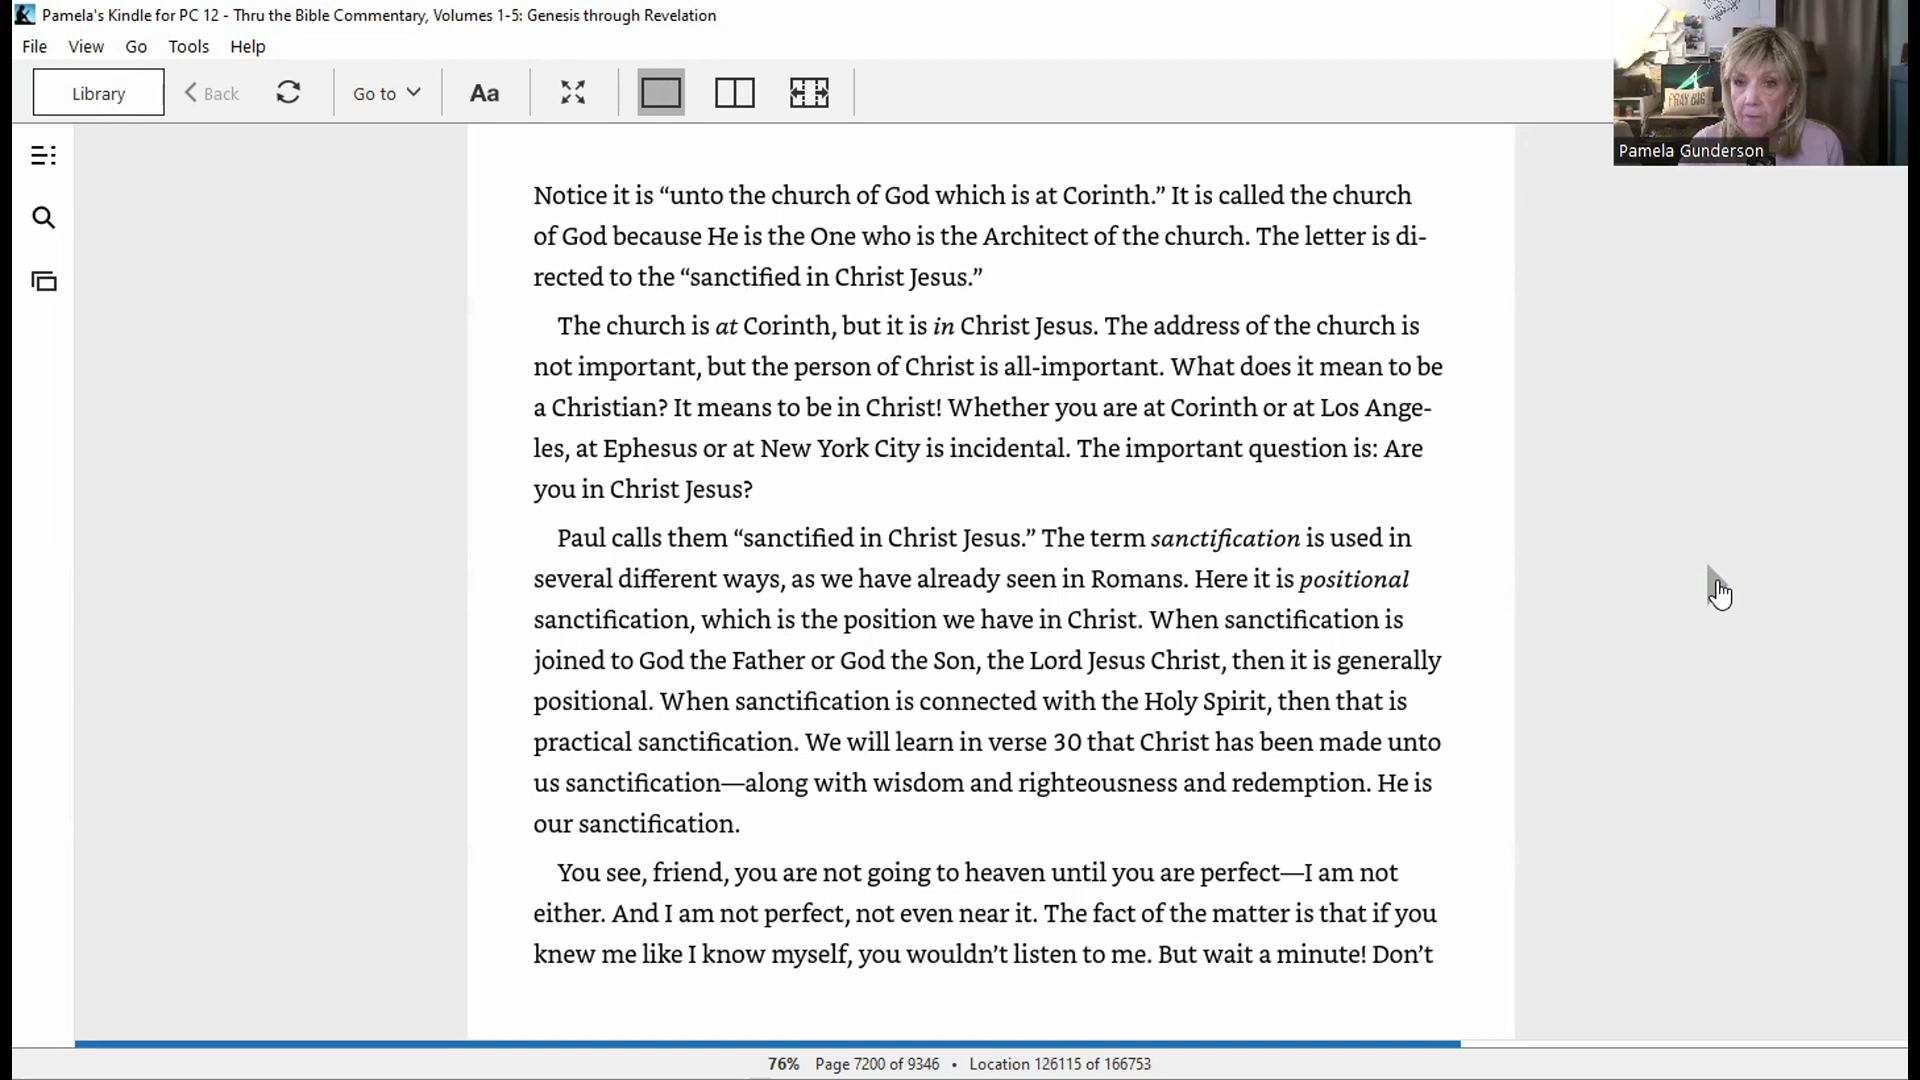 Pamela's Kindle for PC 12 - Thru the Bible Commentary, Volumes 1-5: Genesis through Revelation
File View Go Tools Help
Library Back Go to Aa
PRAY BIG
Pamela Gunderson
Notice it is “unto the church of God which is at Corinth.” It is called the church
of God because He is the One who is the Architect of the church. The letter is di-
rected to the “sanctified in Christ Jesus.”
The church is at Corinth, but it is in Christ Jesus. The address of the church is
not important, but the person of Christ is all-important. What does it mean to be
a Christian? It means to be in Christ! Whether you are at Corinth or at Los Ange-
les, at Ephesus or at New York City is incidental. The important question is: Are
you in Christ Jesus?
Paul calls them “sanctified in Christ Jesus.” The term sanctification is used in
several different ways, as we have already seen in Romans. Here it is positional
sanctification, which is the position we have in Christ. When sanctification is
joined to God the Father or God the Son, the Lord Jesus Christ, then it is generally
positional. When sanctification is connected with the Holy Spirit, then that is
practical sanctification. We will learn in verse 30 that Christ has been made unto
us sanctification—along with wisdom and righteousness and redemption. He is
our sanctification.
You see, friend, you are not going to heaven until you are perfect—I am not
either. And I am not perfect, not even near it. The fact of the matter is that if you
knew me like I know myself, you wouldn’t listen to me. But wait a minute! Don’t
76% Page 7200 of 9346 • Location 126115 of 166753